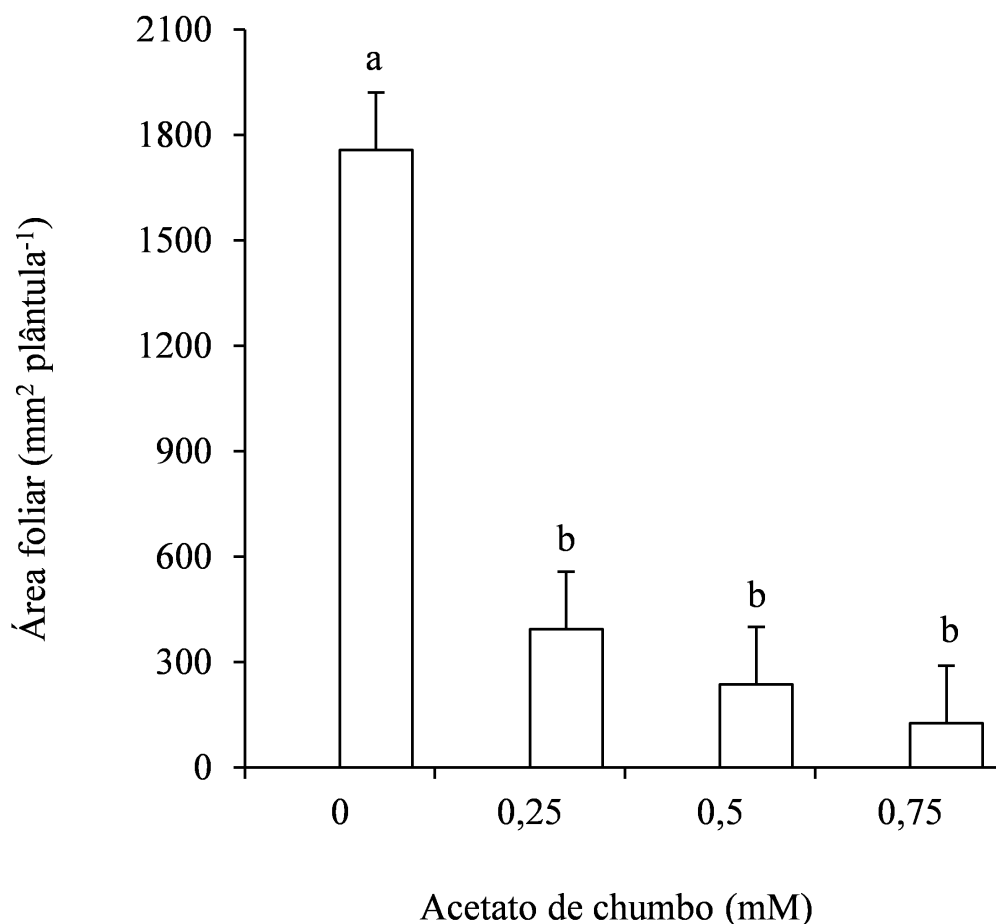 Área foliar (mm² plântula⁻¹)
2100
1800
1500
1200
900
600
300
0
a
b
b
b
0
0,25
0,5
0,75
Acetato de chumbo (mM)